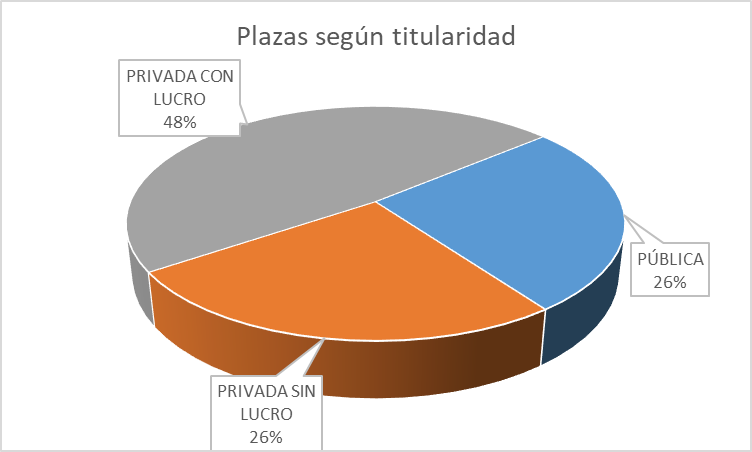 Plazas según titularidad
PRIVADA CON
LUCRO
48%
PÚBLICA
26%
PRIVADA SIN
LUCRO
26%